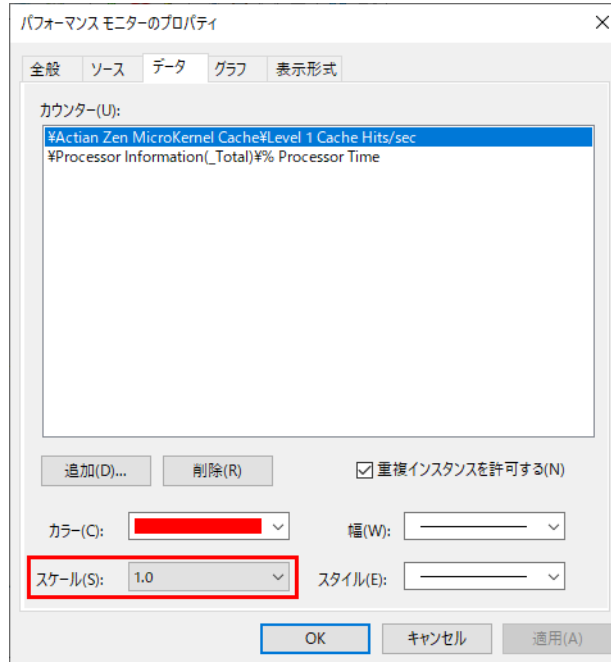 パフォーマンス モニターのプロパティ
全般 ソース データ グラフ 表示形式
カウンター(U):
¥Actian Zen MicroKernel Cache¥Level 1 Cache Hits/sec
¥Processor Information(_Total)¥% Processor Time
追加(D)... 削除(R) 重複インスタンスを許可する(N)
カラー(C): 幅(W):
スケール(S): 1.0 スタイル(E):
OK キャンセル 適用(A)